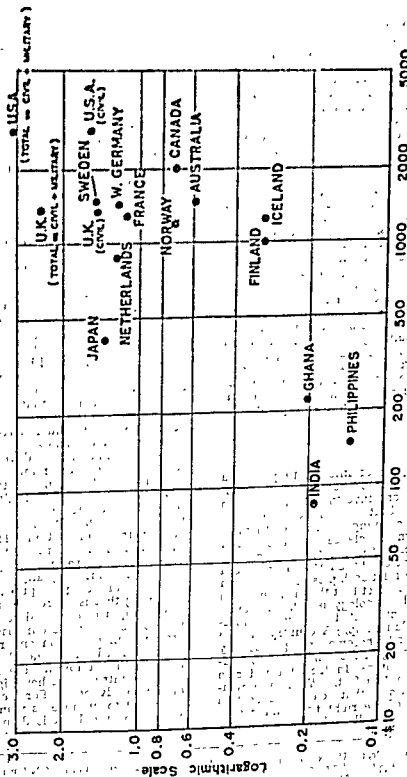 U.S.A.
(TOTAL = CIVIL + MILITARY)
U.K.
(TOTAL = CIVIL + MILITARY)
SWEDEN
U.S.A.
(CIVIL)
U.K.
(CIVIL)
W. GERMANY
FRANCE
JAPAN
NETHERLANDS
NORWAY
CANADA
AUSTRALIA
FINLAND
ICELAND
GHANA
INDIA
PHILIPPINES
Logarithmic Scale
3.0
2.0
1.0
0.8
0.6
0.4
0.2
0.1
$10
20
50
100
200
500
1000
2000
5000